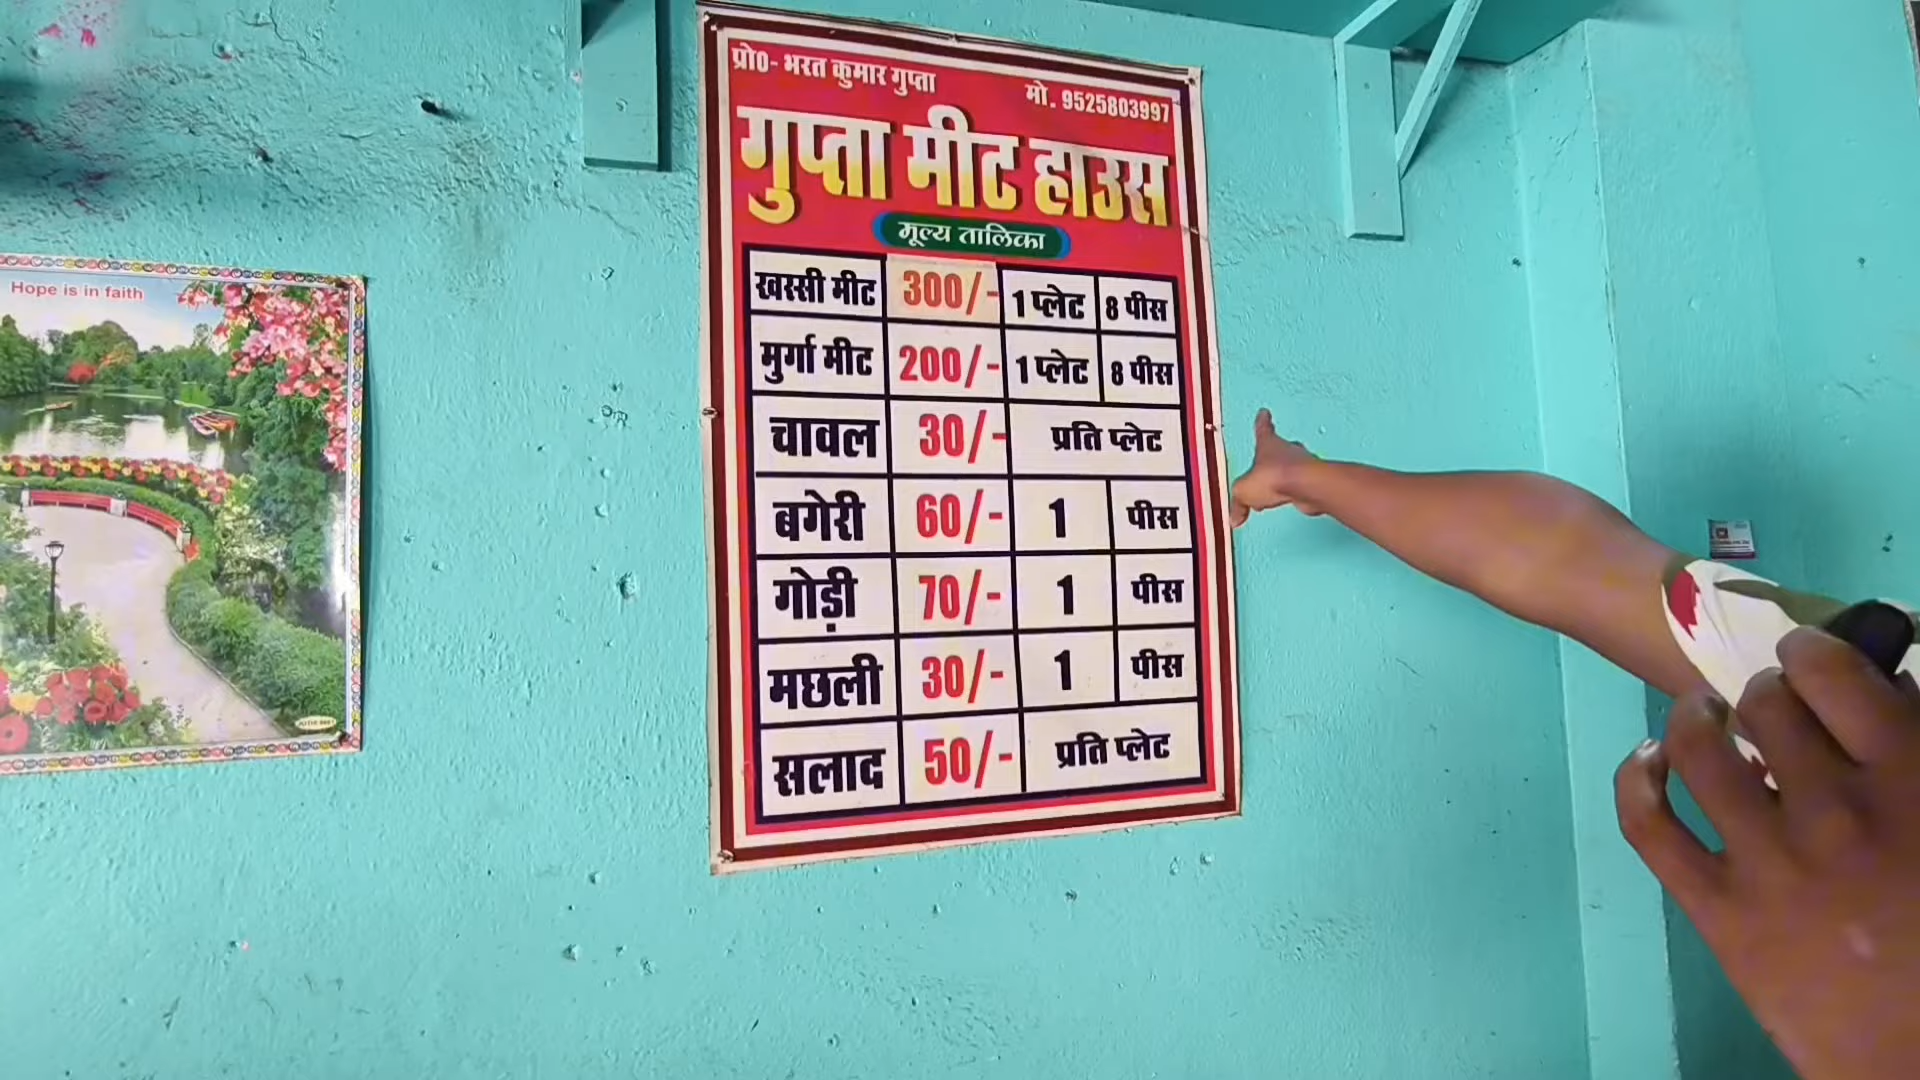 Hope is in faith
प्रो0- भरत कुमार गुप्ता
मो. 9525803997
गुप्ता मीट हाउस
मूल्य तालिका
खस्सी मीट 300/- 1 प्लेट 8 पीस
मुर्गा मीट 200/- 1 प्लेट 8 पीस
चावल 30/- प्रति प्लेट
बगेरी 60/- 1 पीस
गोड़ी 70/- 1 पीस
मछली 30/- 1 पीस
सलाद 50/- प्रति प्लेट